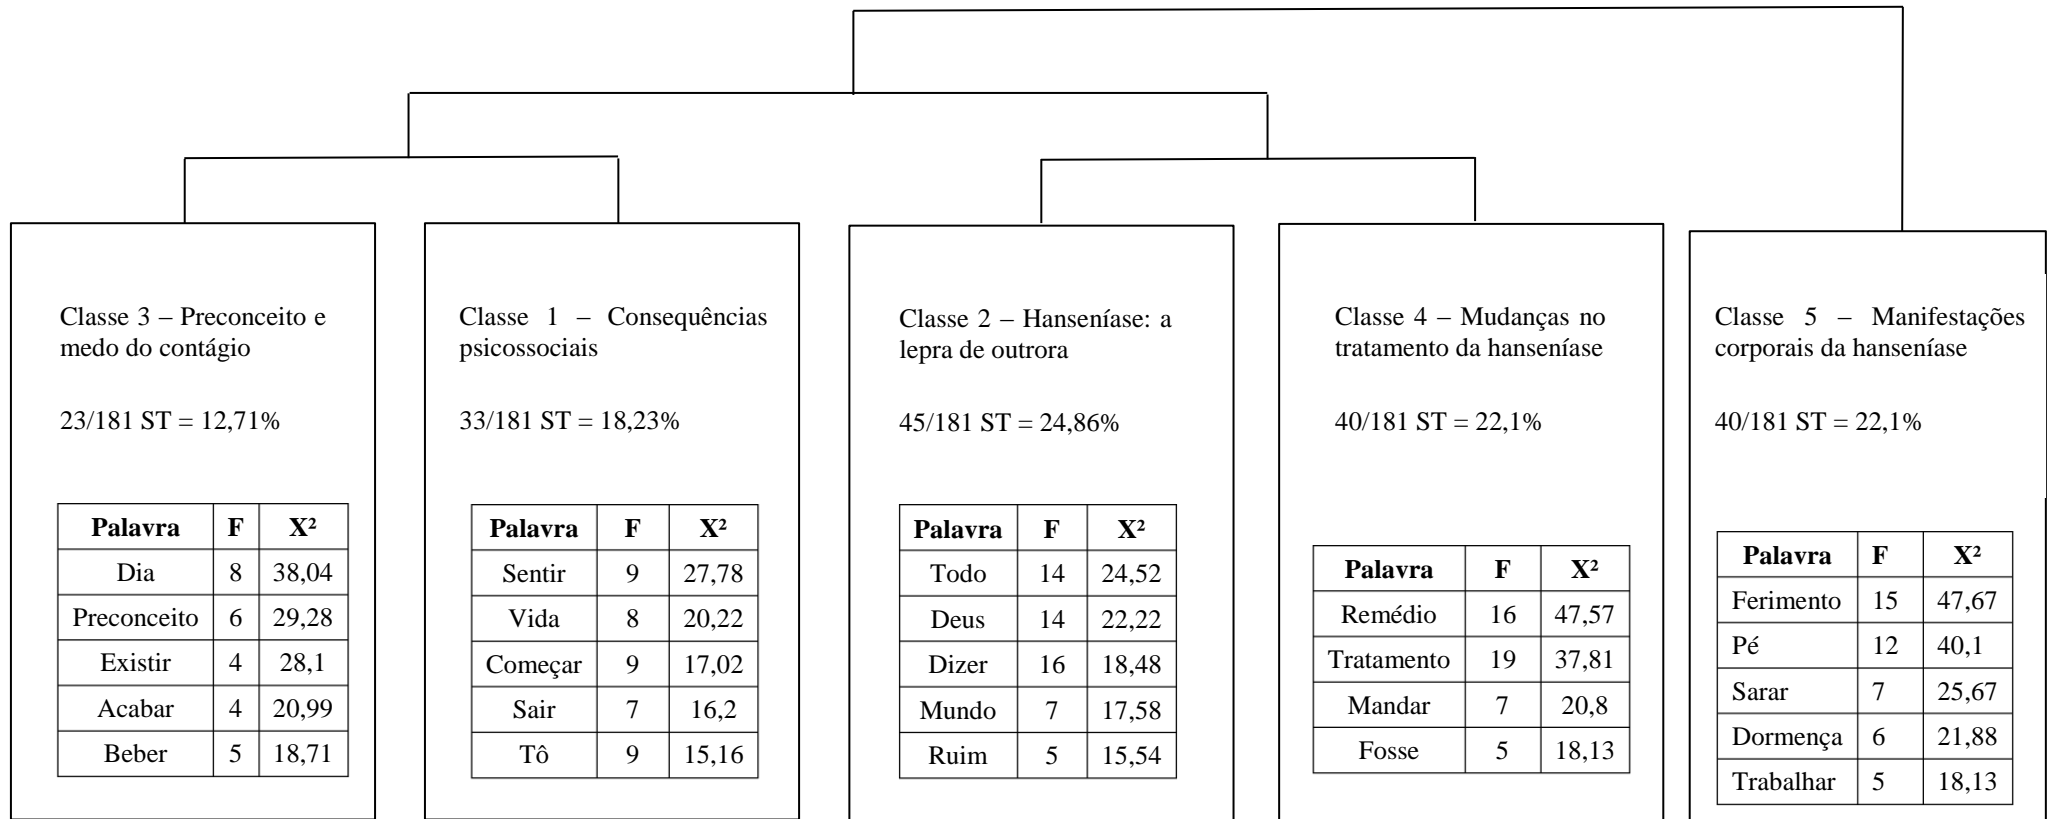 Classe 3 – Preconceito e
medo do contágio
23/181 ST = 12,71%
Palavra F X²
Dia 8 38,04
Preconceito 6 29,28
Existir 4 28,1
Acabar 4 20,99
Beber 5 18,71
Classe 1 – Consequências
psicossociais
33/181 ST = 18,23%
Palavra F X²
Sentir 9 27,78
Vida 8 20,22
Começar 9 17,02
Sair 7 16,2
Tô 9 15,16
Classe 2 – Hanseníase: a
lepra de outrora
45/181 ST = 24,86%
Palavra F X²
Todo 14 24,52
Deus 14 22,22
Dizer 16 18,48
Mundo 7 17,58
Ruim 5 15,54
Classe 4 – Mudanças no
tratamento da hanseníase
40/181 ST = 22,1%
Palavra F X²
Remédio 16 47,57
Tratamento 19 37,81
Mandar 7 20,8
Fosse 5 18,13
Classe 5 – Manifestações
corporais da hanseníase
40/181 ST = 22,1%
Palavra F X²
Ferimento 15 47,67
Pé 12 40,1
Sarar 7 25,67
Dormença 6 21,88
Trabalhar 5 18,13